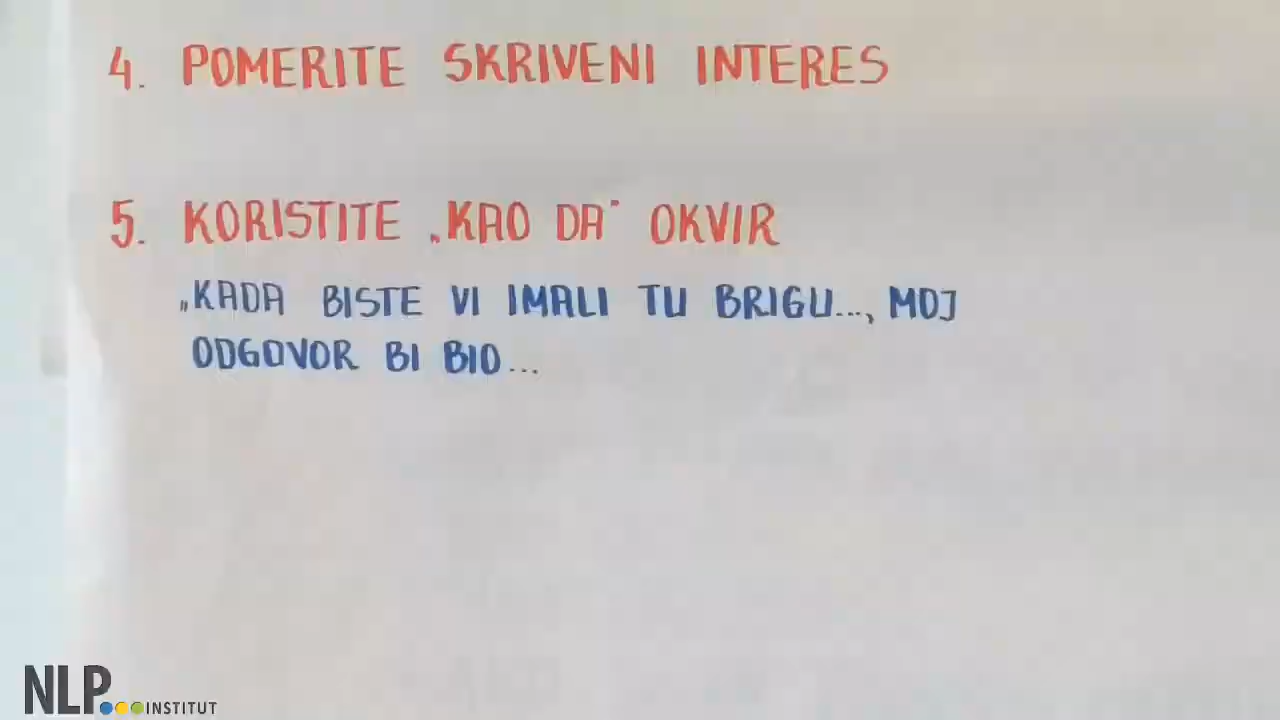 4. POMERITE SKRIVENI INTERES
5. KORISTITE „KAO DA" OKVIR
„KADA BISTE VI IMALI TU BRIGU..., MOJ
ODGOVOR BI BIO...
NLP INSTITUT